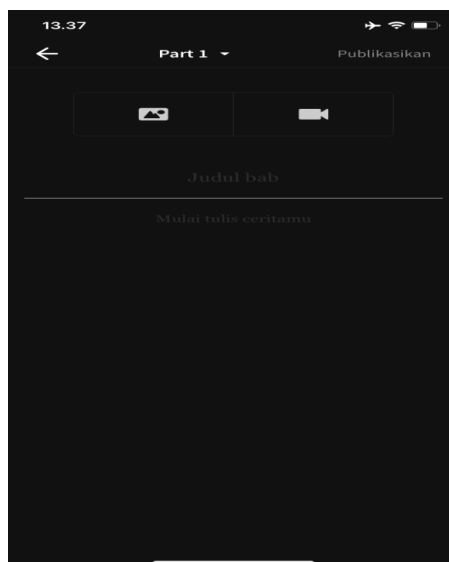 13.37
Part 1
Publikasikan
Judul bab
Mulai tulis ceritamu